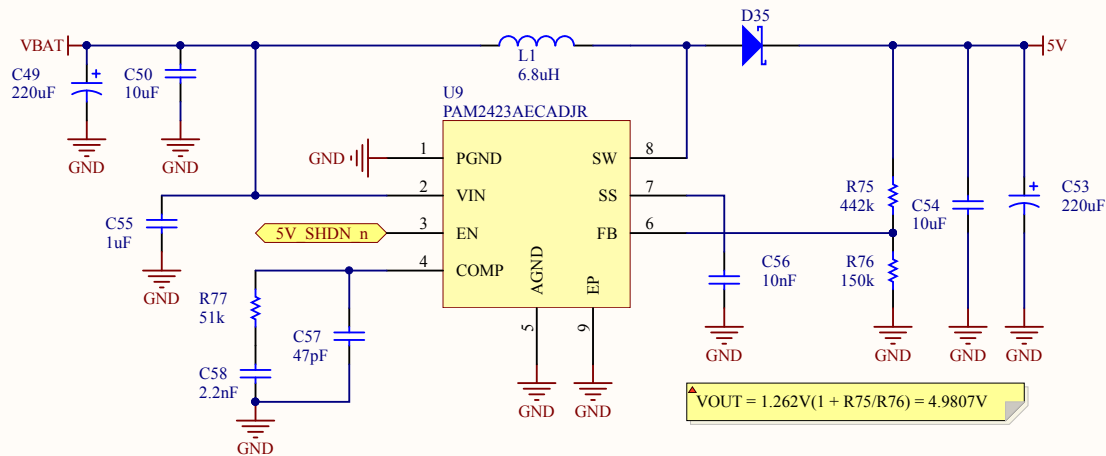 VBAT
C49
220uF
GND
C50
10uF
GND
L1
6.8uH
D35
5V
U9
PAM2423AECADJR
GND
1
PGND
2
VIN
3
EN
4
COMP
5
AGND
9
EP
8
SW
7
SS
6
FB
C55
1uF
GND
5V_SHDN_n
R77
51k
C57
47pF
C58
2.2nF
GND
GND
GND
C56
10nF
GND
R75
442k
R76
150k
GND
C54
10uF
GND
C53
220uF
GND
VOUT = 1.262V(1 + R75/R76) = 4.9807V